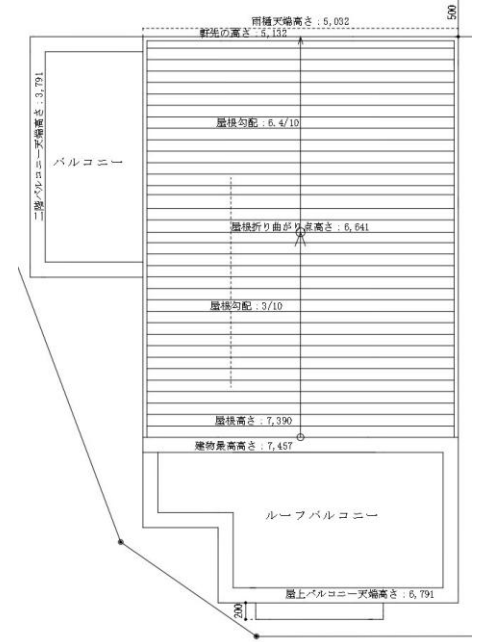 500
雨樋天端高さ：5,032
軒先の高さ：5,132
二階バルコニー天端高さ：3,791
屋根勾配：6.4/10
バルコニー
屋根折り曲がり点高さ：6,641
屋根勾配：3/10
屋根高さ：7,390
建物最高高さ：7,457
ルーフバルコニー
屋上バルコニー天端高さ：6,791
200